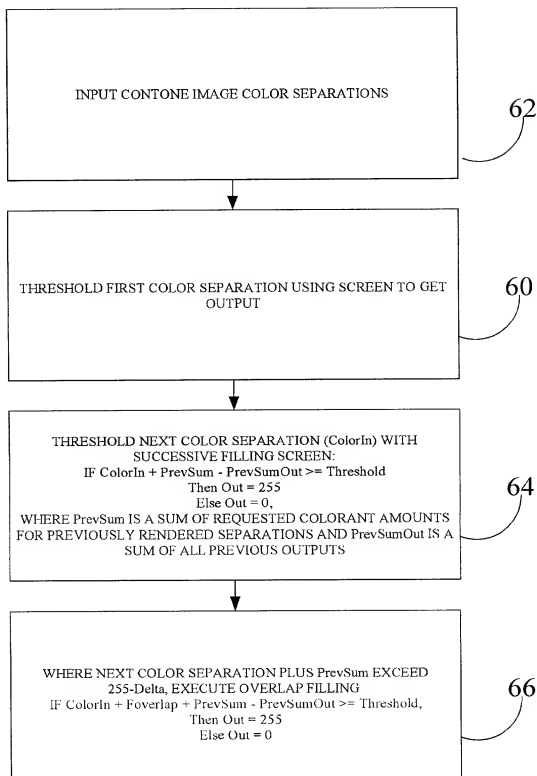 INPUT CONTONE IMAGE COLOR SEPARATIONS
62
THRESHOLD FIRST COLOR SEPARATION USING SCREEN TO GET
OUTPUT
60
THRESHOLD NEXT COLOR SEPARATION (ColorIn) WITH
SUCCESSIVE FILLING SCREEN:
IF ColorIn + PrevSum - PrevSumOut >= Threshold
Then Out = 255
Else Out = 0,
WHERE PrevSum IS A SUM OF REQUESTED COLORANT AMOUNTS
FOR PREVIOUSLY RENDERED SEPARATIONS AND PrevSumOut IS A
SUM OF ALL PREVIOUS OUTPUTS
64
WHERE NEXT COLOR SEPARATION PLUS PrevSum EXCEED
255-Delta, EXECUTE OVERLAP FILLING
IF ColorIn + Foverlap + PrevSum - PrevSumOut >= Threshold,
Then Out = 255
Else Out = 0
66